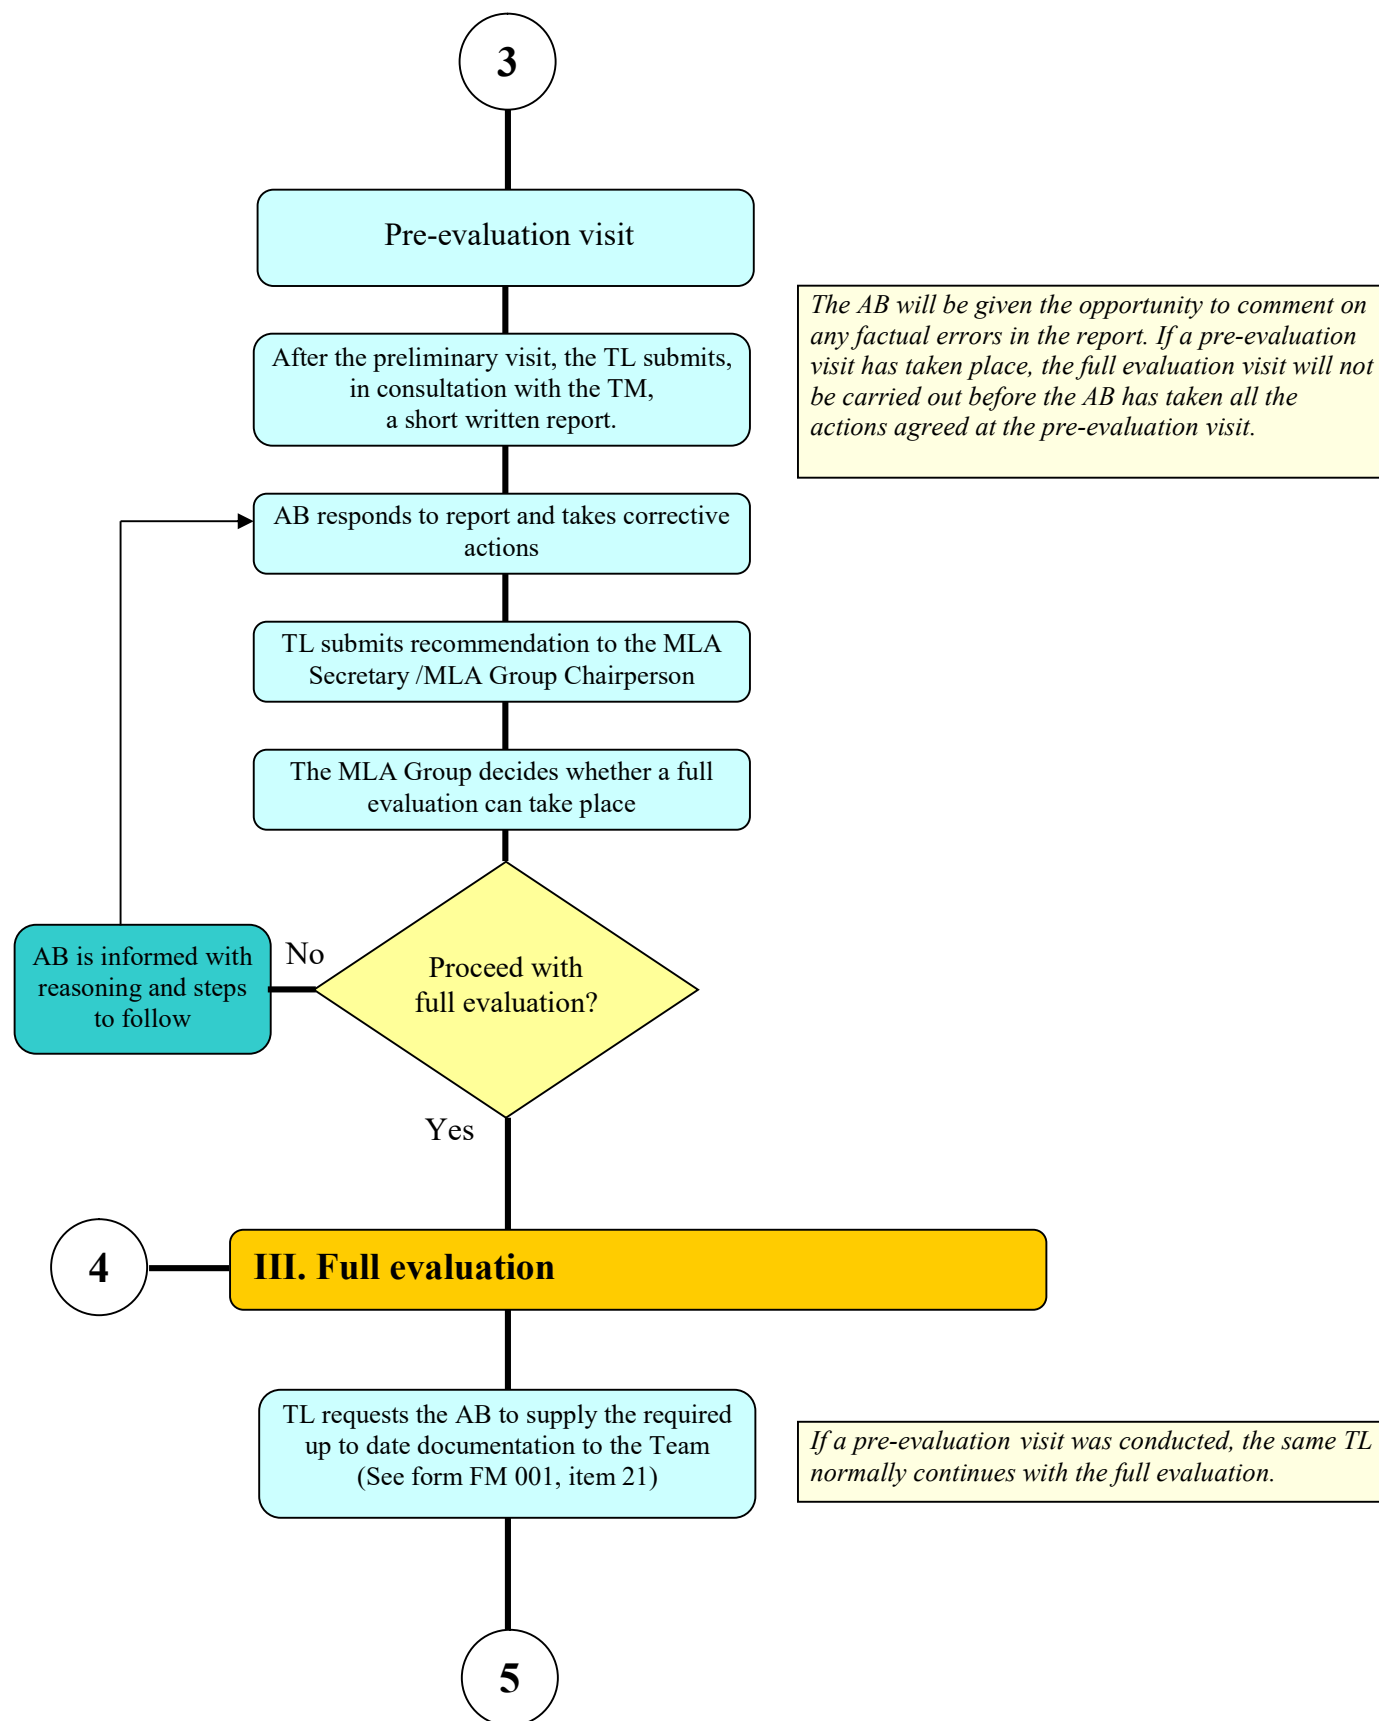 3
Pre-evaluation visit
The AB will be given the opportunity to comment on
any factual errors in the report. If a pre-evaluation
visit has taken place, the full evaluation visit will not
be carried out before the AB has taken all the
actions agreed at the pre-evaluation visit.
After the preliminary visit, the TL submits,
in consultation with the TM,
a short written report.
AB responds to report and takes corrective
actions
TL submits recommendation to the MLA
Secretary /MLA Group Chairperson
The MLA Group decides whether a full
evaluation can take place
AB is informed with
reasoning and steps
to follow
No
Proceed with
full evaluation?
Yes
4
III. Full evaluation
TL requests the AB to supply the required
up to date documentation to the Team
(See form FM 001, item 21)
If a pre-evaluation visit was conducted, the same TL
normally continues with the full evaluation.
5